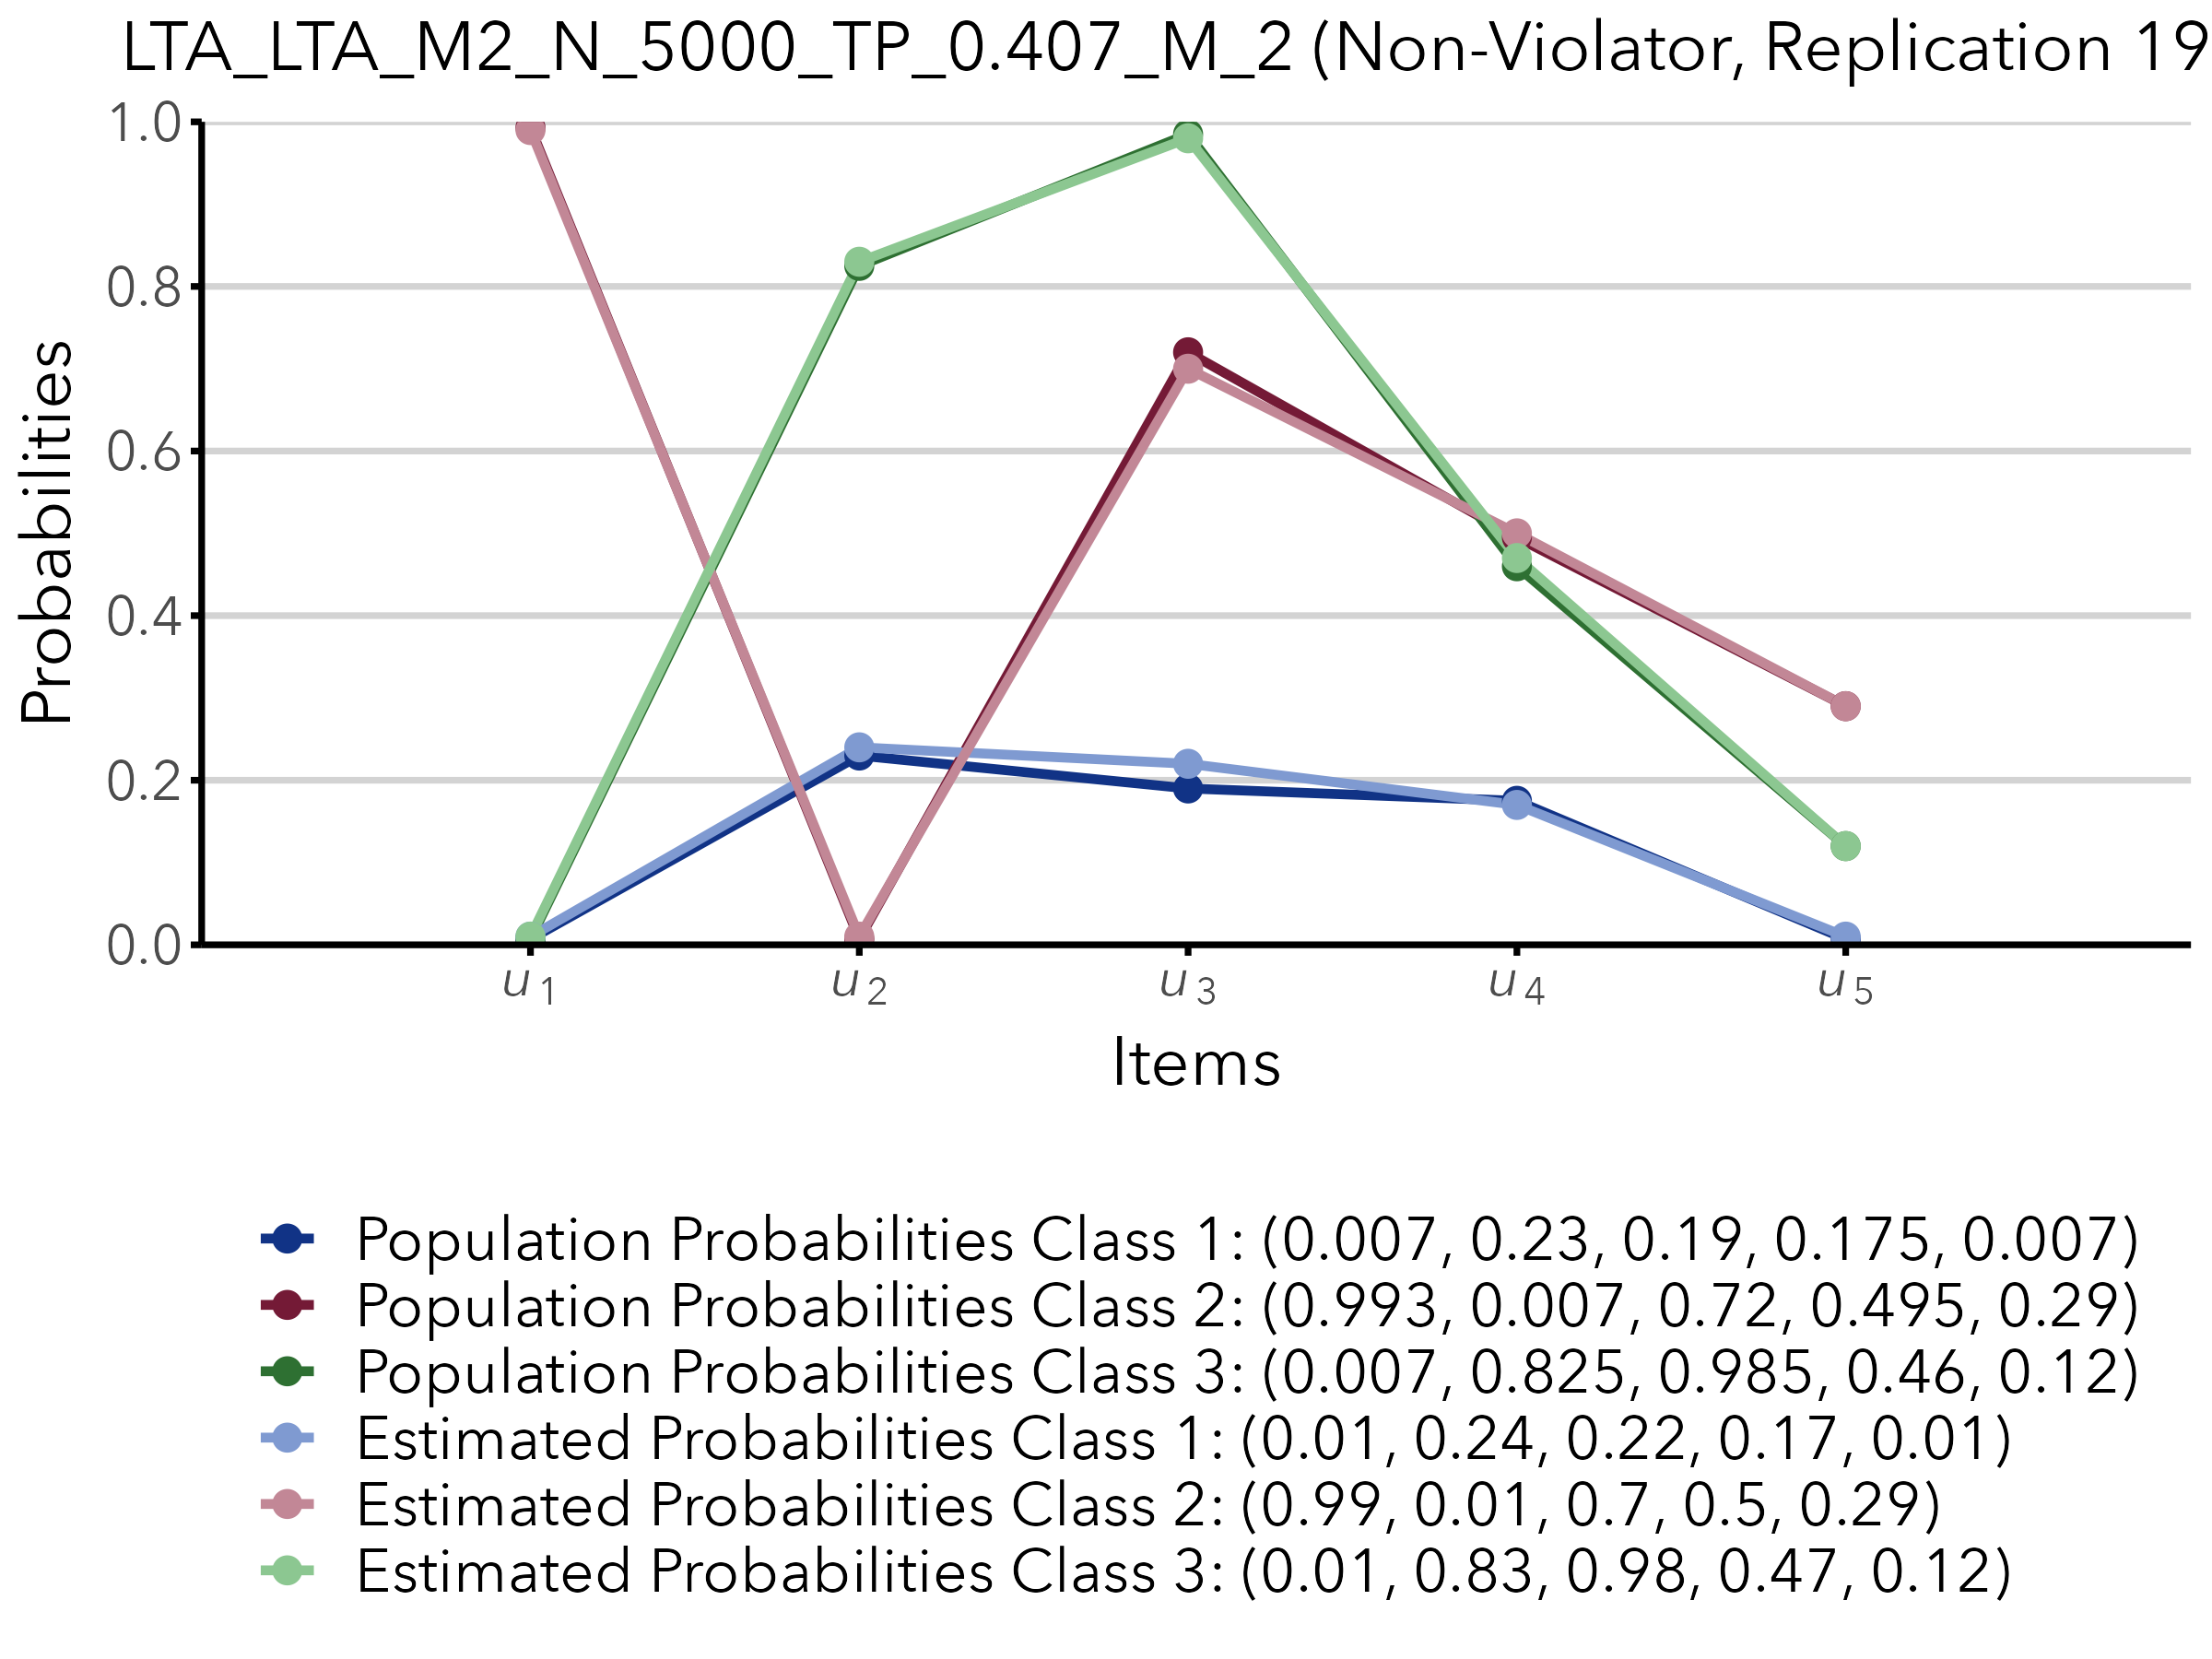 LTA_LTA_M2_N_5000_TP_0.407_M_2 (Non-Violator, Replication 19
1.0
0.8
0.6
0.4
0.2
0.0
Probabilities
u1 u2 u3 u4 u5
Items
Population Probabilities Class 1: (0.007, 0.23, 0.19, 0.175, 0.007)
Population Probabilities Class 2: (0.993, 0.007, 0.72, 0.495, 0.29)
Population Probabilities Class 3: (0.007, 0.825, 0.985, 0.46, 0.12)
Estimated Probabilities Class 1: (0.01, 0.24, 0.22, 0.17, 0.01)
Estimated Probabilities Class 2: (0.99, 0.01, 0.7, 0.5, 0.29)
Estimated Probabilities Class 3: (0.01, 0.83, 0.98, 0.47, 0.12)